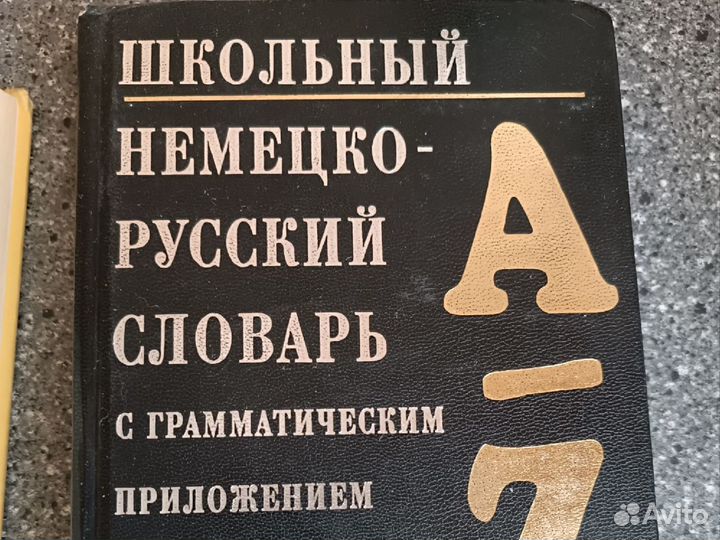 ШКОЛЬНЫЙ
НЕМЕЦКО-
РУССКИЙ
СЛОВАРЬ
С ГРАММАТИЧЕСКИМ
ПРИЛОЖЕНИЕМ
А
–
Avito